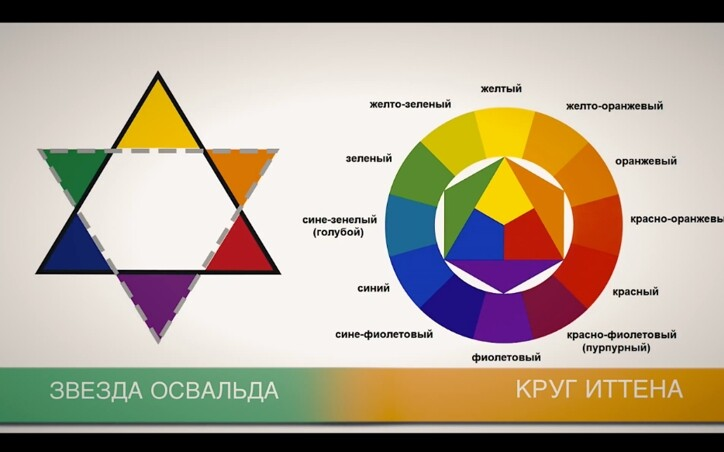 желтый
желто-зеленый
желто-оранжевый
зеленый
оранжевый
сине-зенелый
(голубой)
красно-оранжевы
синий
красный
сине-фиолетовый
красно-фиолетовый
(пурпурный)
фиолетовый
ЗВЕЗДА ОСВАЛЬДА
КРУГ ИТТЕНА